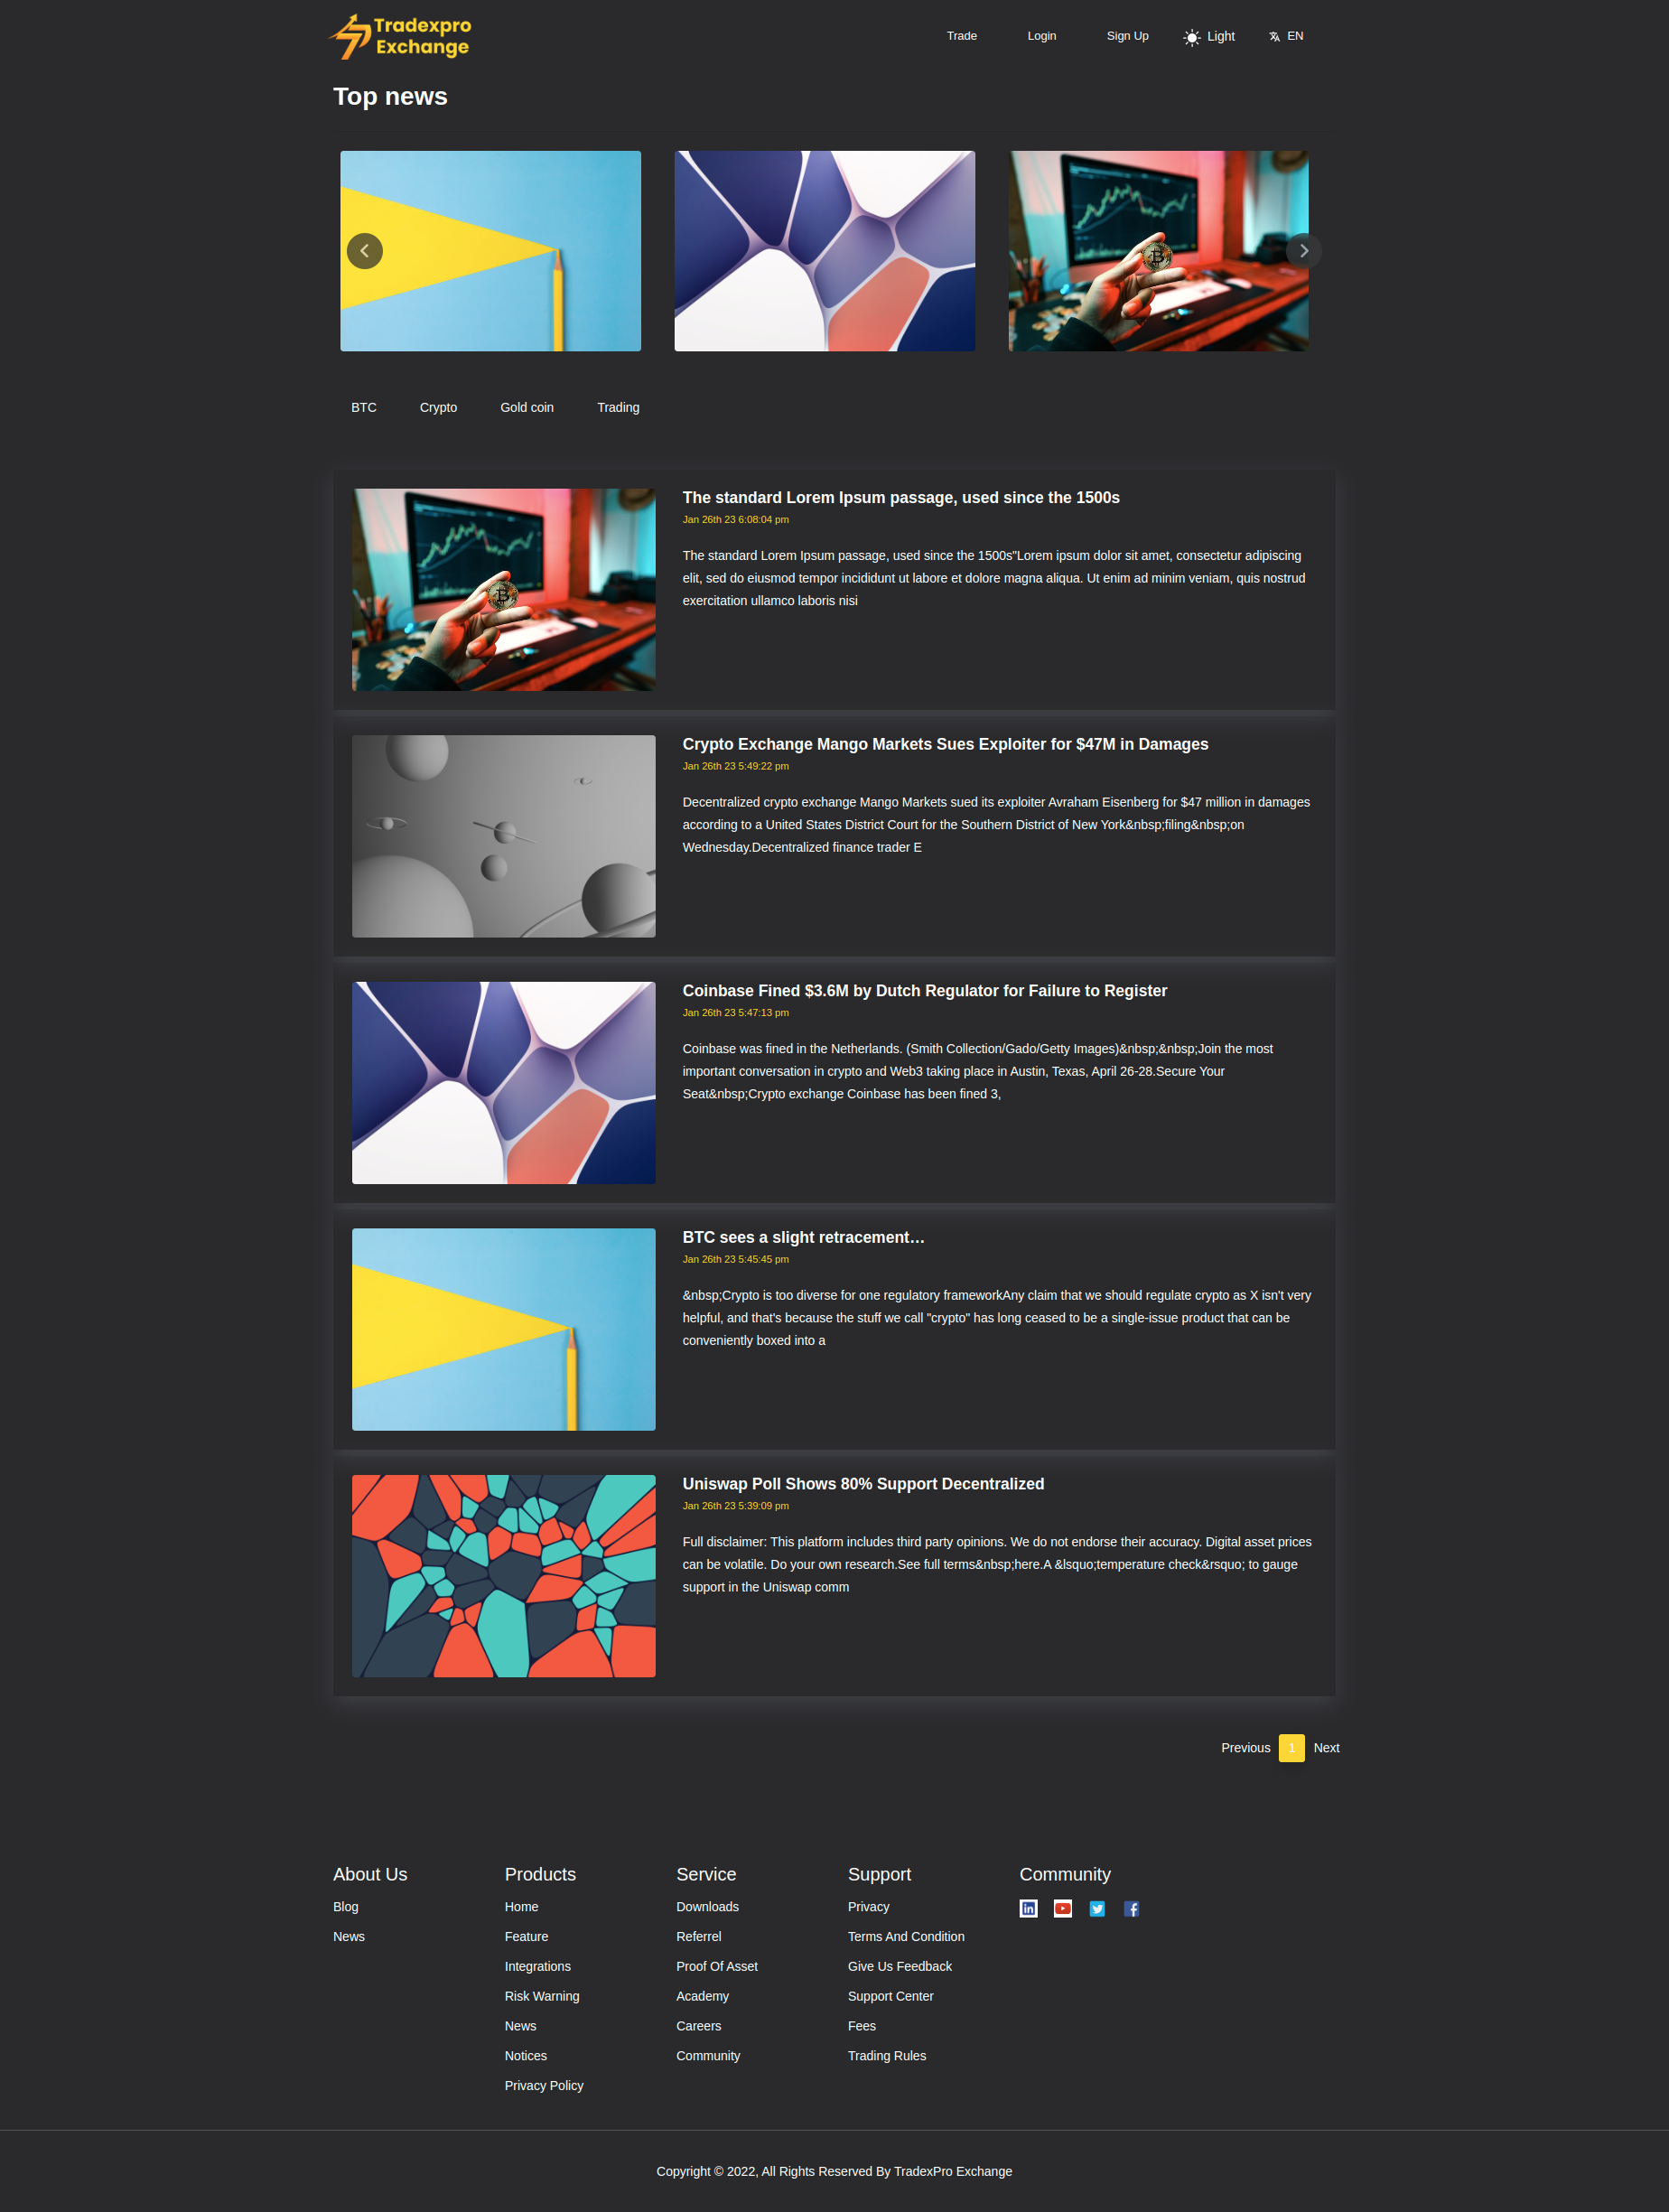 Tradexpro
Exchange
Trade
Login
Sign Up
Light
EN
Top news
BTC
Crypto
Gold coin
Trading
The standard Lorem Ipsum passage, used since the 1500s
Jan 26th 23 6:08:04 pm
The standard Lorem Ipsum passage, used since the 1500s"Lorem ipsum dolor sit amet, consectetur adipiscing
elit, sed do eiusmod tempor incididunt ut labore et dolore magna aliqua. Ut enim ad minim veniam, quis nostrud
exercitation ullamco laboris nisi
Crypto Exchange Mango Markets Sues Exploiter for $47M in Damages
Jan 26th 23 5:49:22 pm
Decentralized crypto exchange Mango Markets sued its exploiter Avraham Eisenberg for $47 million in damages
according to a United States District Court for the Southern District of New York&nbsp;filing&nbsp;on
Wednesday.Decentralized finance trader E
Coinbase Fined $3.6M by Dutch Regulator for Failure to Register
Jan 26th 23 5:47:13 pm
Coinbase was fined in the Netherlands. (Smith Collection/Gado/Getty Images)&nbsp;&nbsp;Join the most
important conversation in crypto and Web3 taking place in Austin, Texas, April 26-28.Secure Your
Seat&nbsp;Crypto exchange Coinbase has been fined 3,
BTC sees a slight retracement…
Jan 26th 23 5:45:45 pm
&nbsp;Crypto is too diverse for one regulatory frameworkAny claim that we should regulate crypto as X isn't very
helpful, and that's because the stuff we call "crypto" has long ceased to be a single-issue product that can be
conveniently boxed into a
Uniswap Poll Shows 80% Support Decentralized
Jan 26th 23 5:39:09 pm
Full disclaimer: This platform includes third party opinions. We do not endorse their accuracy. Digital asset prices
can be volatile. Do your own research.See full terms&nbsp;here.A &lsquo;temperature check&rsquo; to gauge
support in the Uniswap comm
Previous
1
Next
About Us
Blog
News
Products
Home
Feature
Integrations
Risk Warning
News
Notices
Privacy Policy
Service
Downloads
Referrel
Proof Of Asset
Academy
Careers
Community
Support
Privacy
Terms And Condition
Give Us Feedback
Support Center
Fees
Trading Rules
Community
Copyright © 2022, All Rights Reserved By TradexPro Exchange